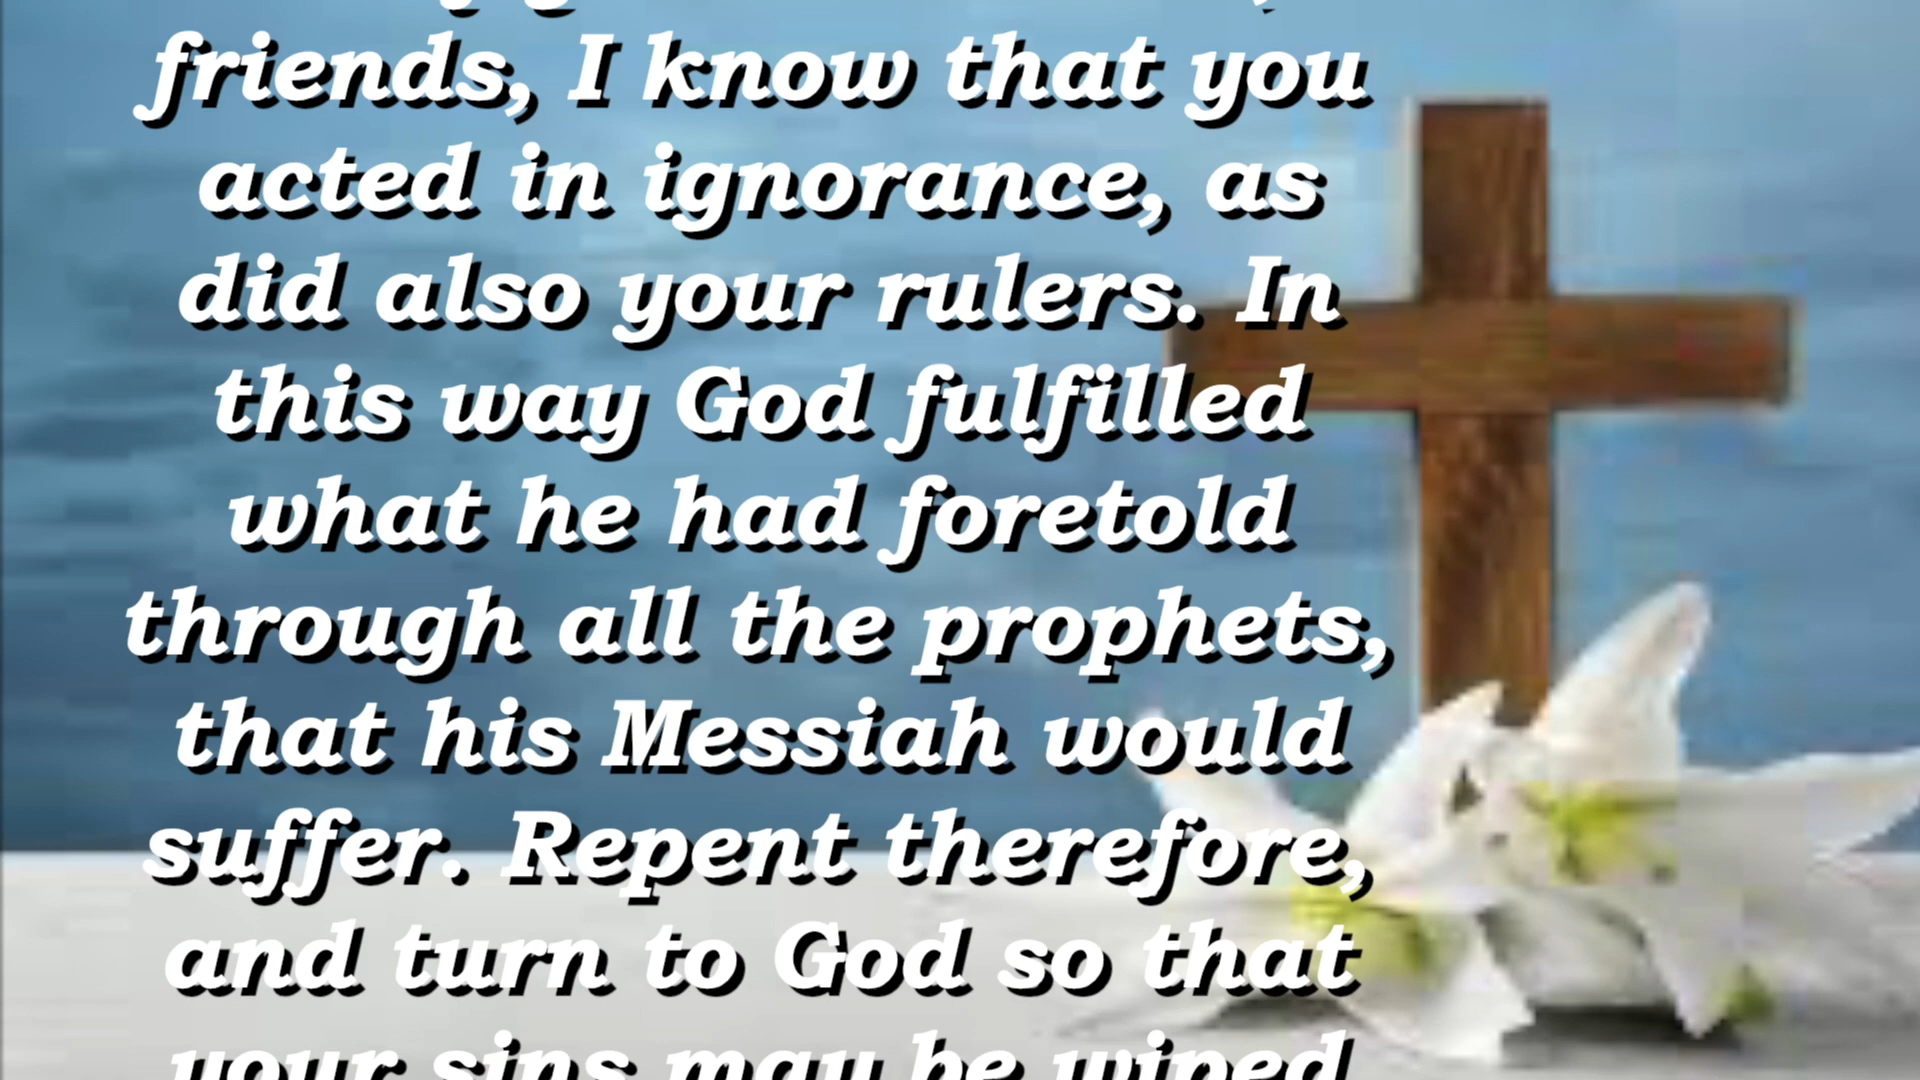 friends, I know that you
acted in ignorance, as
did also your rulers. In
this way God fulfilled
what he had foretold
through all the prophets,
that his Messiah would
suffer. Repent therefore,
and turn to God so that
your sins may be wiped